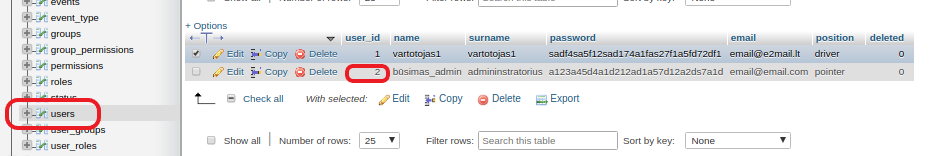 events
event_type
groups
group_permissions
permissions
roles
status
users
user_groups
user_roles
Show all Number of rows: 25 Filter rows: Search this table Sort by key: None
+ Options
user_id name surname password email position deleted
Edit Copy Delete 1 vartotojas1 vartotojas1 sadf4sa5f12sad174a1fas27f1a5fd72df1 email@e2mail.lt driver 0
Edit Copy Delete 2 būsimas_admin admininstratorius a123a45d4a1d212ad1a57d12a2ds7a1d email@email.com pointer 0
Check all With selected: Edit Copy Delete Export
Show all Number of rows: 25 Filter rows: Search this table Sort by key: None